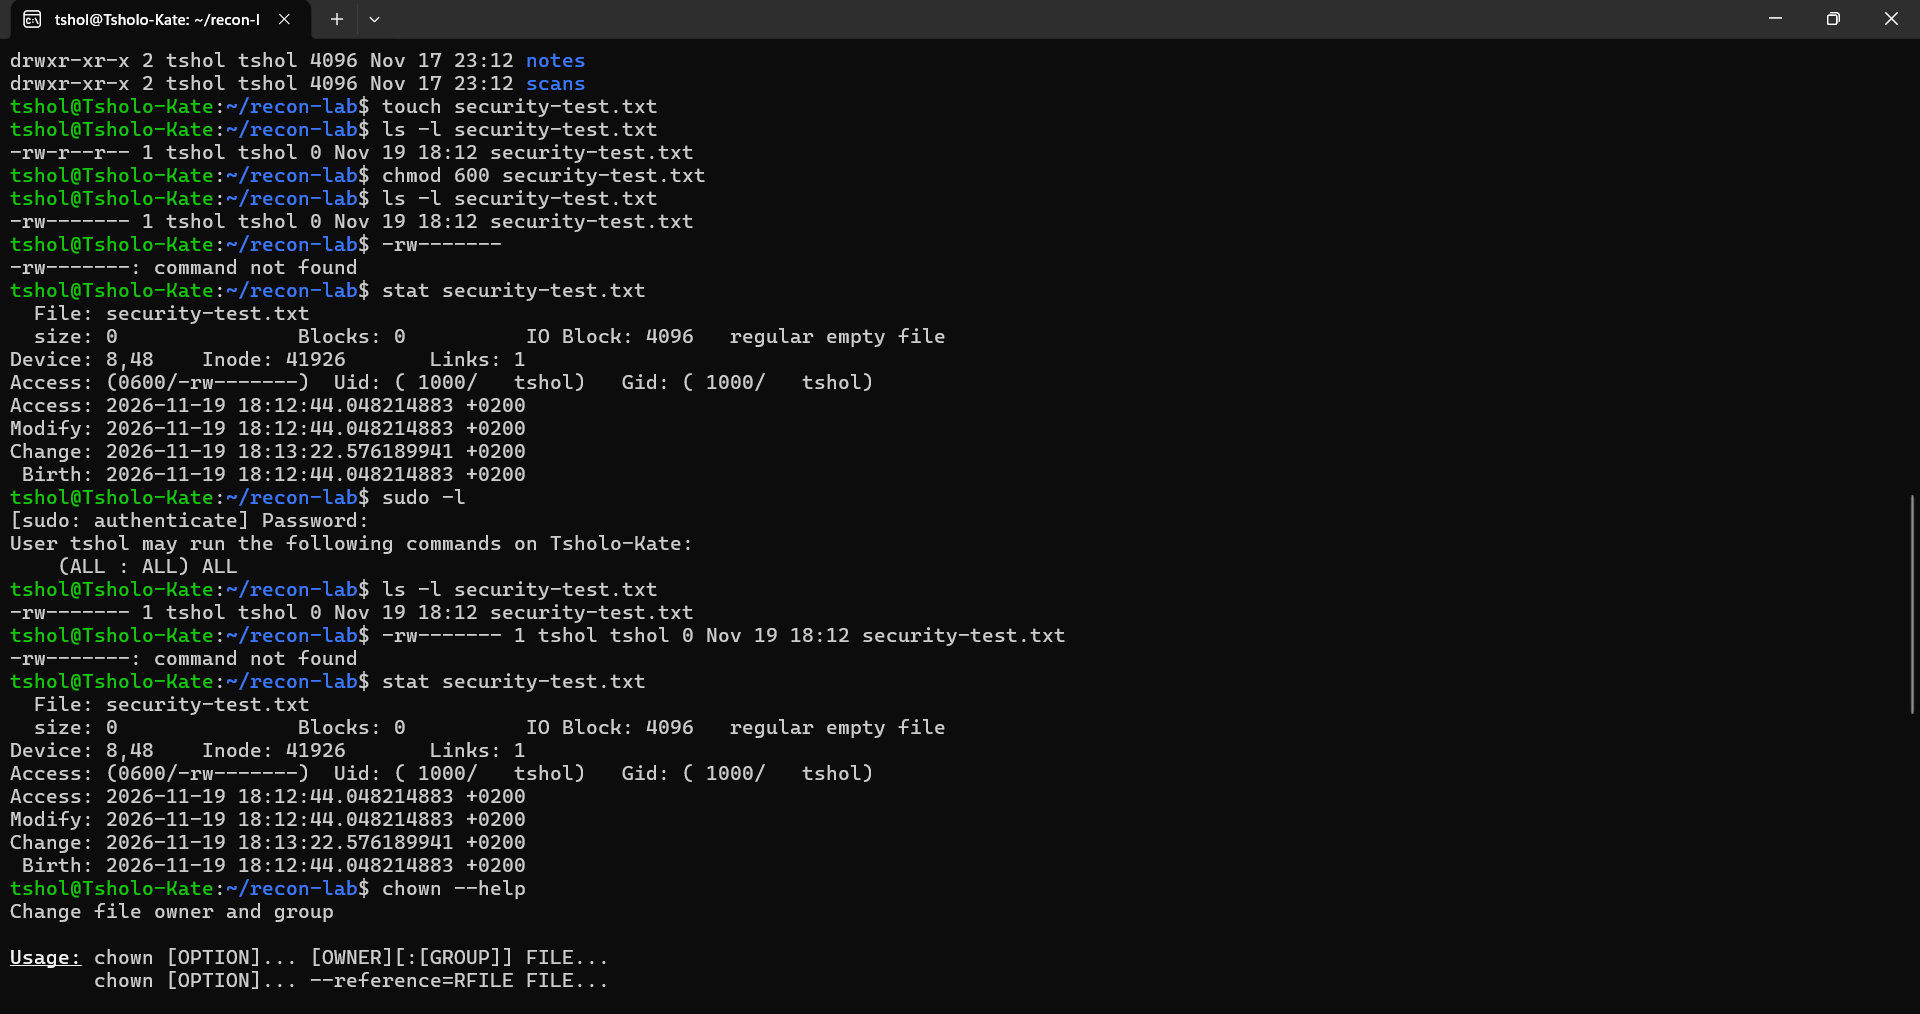 tshol@Tsholo-Kate: ~/recon-l
drwxr-xr-x 2 tshol tshol 4096 Nov 17 23:12 notes
drwxr-xr-x 2 tshol tshol 4096 Nov 17 23:12 scans
tshol@Tsholo-Kate:~/recon-lab$ touch security-test.txt
tshol@Tsholo-Kate:~/recon-lab$ ls -l security-test.txt
-rw-r--r-- 1 tshol tshol 0 Nov 19 18:12 security-test.txt
tshol@Tsholo-Kate:~/recon-lab$ chmod 600 security-test.txt
tshol@Tsholo-Kate:~/recon-lab$ ls -l security-test.txt
-rw------- 1 tshol tshol 0 Nov 19 18:12 security-test.txt
tshol@Tsholo-Kate:~/recon-lab$ -rw-------
-rw-------: command not found
tshol@Tsholo-Kate:~/recon-lab$ stat security-test.txt
  File: security-test.txt
  size: 0               Blocks: 0          IO Block: 4096   regular empty file
Device: 8,48    Inode: 41926       Links: 1
Access: (0600/-rw-------)  Uid: ( 1000/   tshol)   Gid: ( 1000/   tshol)
Access: 2026-11-19 18:12:44.048214883 +0200
Modify: 2026-11-19 18:12:44.048214883 +0200
Change: 2026-11-19 18:13:22.576189941 +0200
 Birth: 2026-11-19 18:12:44.048214883 +0200
tshol@Tsholo-Kate:~/recon-lab$ sudo -l
[sudo: authenticate] Password:
User tshol may run the following commands on Tsholo-Kate:
    (ALL : ALL) ALL
tshol@Tsholo-Kate:~/recon-lab$ ls -l security-test.txt
-rw------- 1 tshol tshol 0 Nov 19 18:12 security-test.txt
tshol@Tsholo-Kate:~/recon-lab$ -rw------- 1 tshol tshol 0 Nov 19 18:12 security-test.txt
-rw-------: command not found
tshol@Tsholo-Kate:~/recon-lab$ stat security-test.txt
  File: security-test.txt
  size: 0               Blocks: 0          IO Block: 4096   regular empty file
Device: 8,48    Inode: 41926       Links: 1
Access: (0600/-rw-------)  Uid: ( 1000/   tshol)   Gid: ( 1000/   tshol)
Access: 2026-11-19 18:12:44.048214883 +0200
Modify: 2026-11-19 18:12:44.048214883 +0200
Change: 2026-11-19 18:13:22.576189941 +0200
 Birth: 2026-11-19 18:12:44.048214883 +0200
tshol@Tsholo-Kate:~/recon-lab$ chown --help
Change file owner and group

Usage: chown [OPTION]... [OWNER][:[GROUP]] FILE...
       chown [OPTION]... --reference=RFILE FILE...